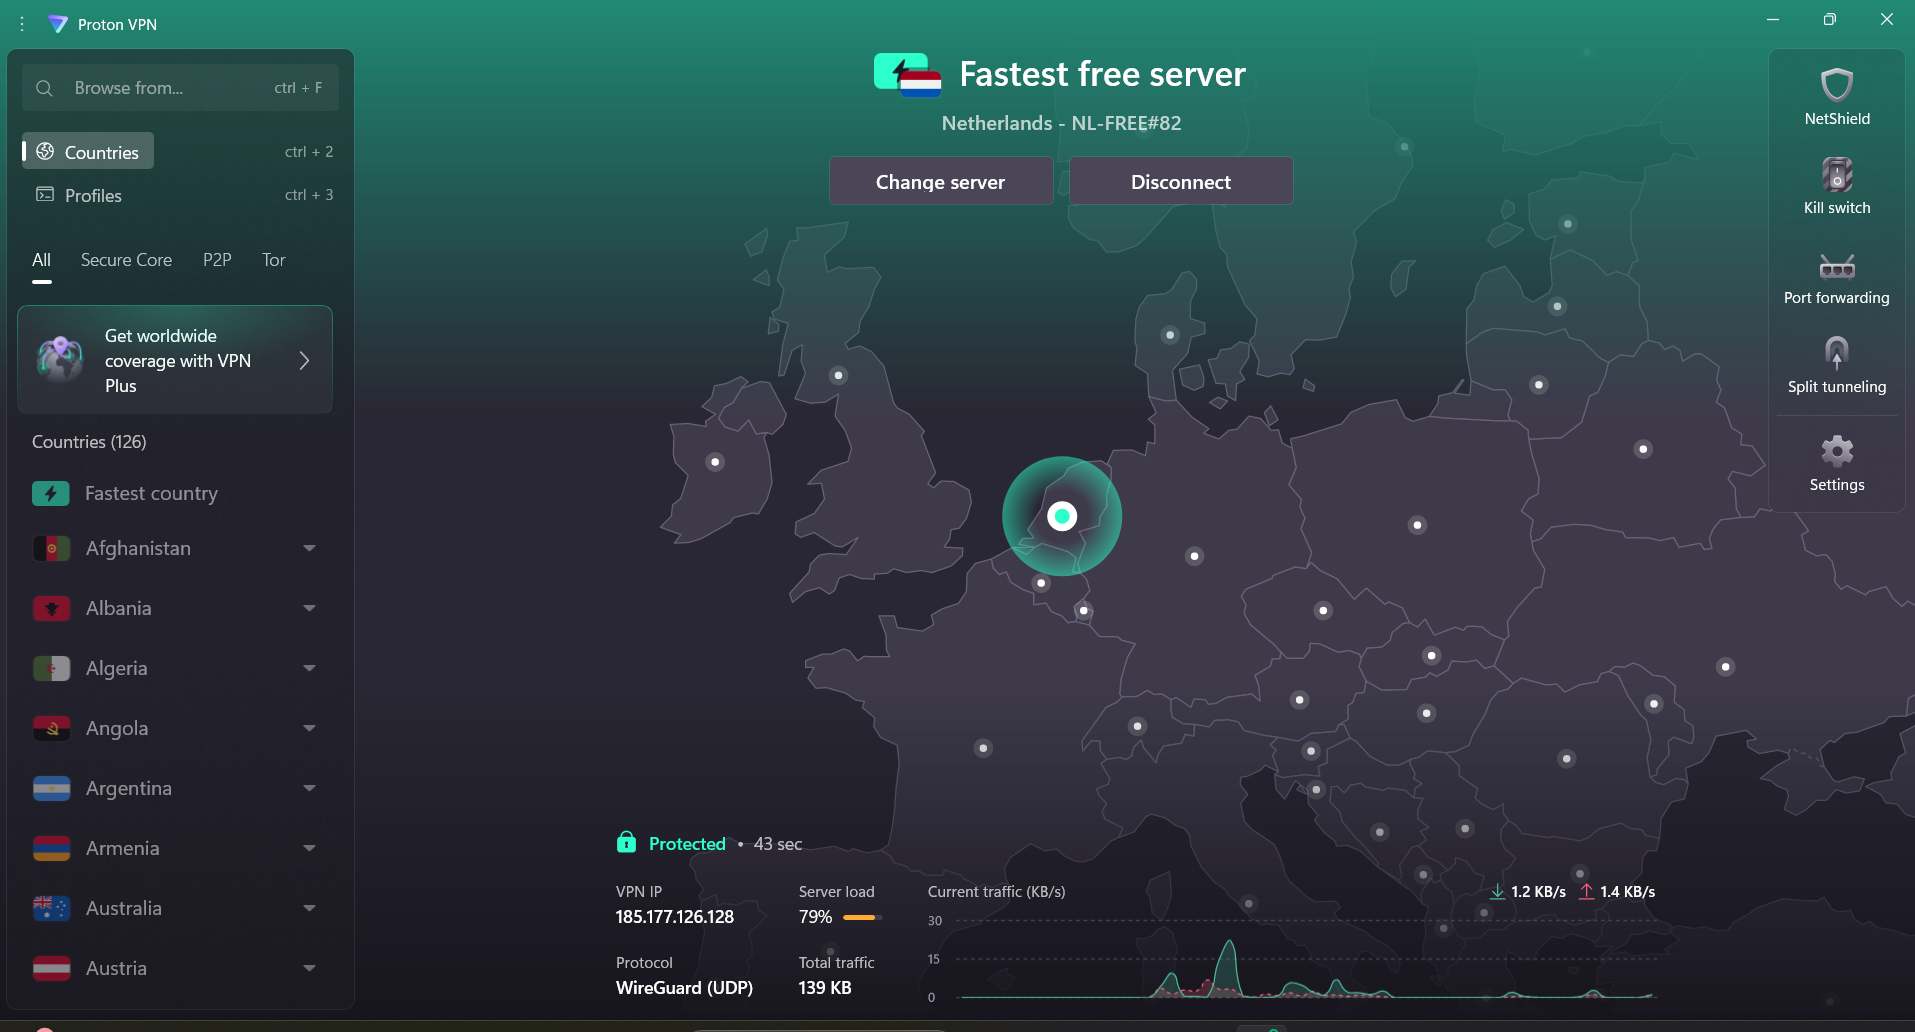 Proton VPN
Browse from...
ctrl + F
Countries
ctrl + 2
Profiles
ctrl + 3
All
Secure Core
P2P
Tor
Get worldwide
coverage with VPN
Plus
Countries (126)
Fastest country
Afghanistan
Albania
Algeria
Angola
Argentina
Armenia
Australia
Austria
Fastest free server
Netherlands - NL-FREE#82
Change server
Disconnect
Protected • 43 sec
VPN IP
185.177.126.128
Server load
79%
Protocol
WireGuard (UDP)
Total traffic
139 KB
Current traffic (KB/s)
1.2 KB/s
1.4 KB/s
30
15
0
NetShield
Kill switch
Port forwarding
Split tunneling
Settings